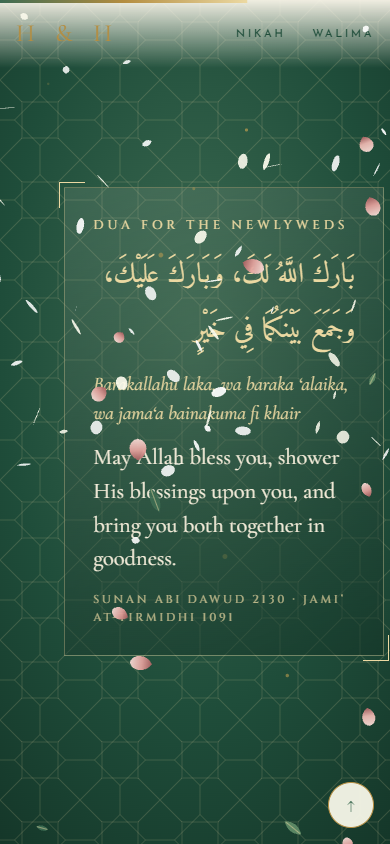 H & H
NIKAH WALIMA
DUA FOR THE NEWLYWEDS
بَارَكَ اللَّهُ لَكَ، وَبَارَكَ عَلَيْكَ،
وَجَمَعَ بَيْنَكُمَا فِي خَيْرٍ
Barakallahu laka, wa baraka ‘alaika,
wa jama‘a bainakuma fi khair
May Allah bless you, shower
His blessings upon you, and
bring you both together in
goodness.
SUNAN ABI DAWUD 2130 · JAMI‘
AT-TIRMIDHI 1091
↑